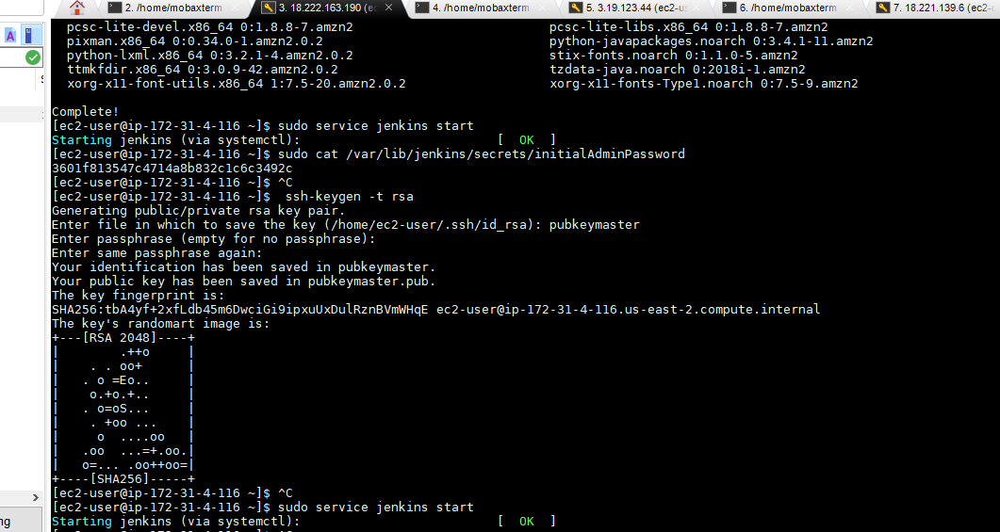 2. /home/mobaxterm
3. 18.222.163.190 (ec2-u
4. /home/mobaxterm
5. 3.19.123.44 (ec2-u
6. /home/mobaxterm
7. 18.221.139.6 (ec2-u
pcsc-lite-devel.x86_64 0:1.8.8-7.amzn2 pcsc-lite-libs.x86_64 0:1.8.8-7.amzn2
pixman.x86_64 0:0.34.0-1.amzn2.0.2 python-javapackages.noarch 0:3.4.1-11.amzn2
python-lxml.x86_64 0:3.2.1-4.amzn2.0.2 stix-fonts.noarch 0:1.1.0-5.amzn2
ttmkfdir.x86_64 0:3.0.9-42.amzn2.0.2 tzdata-java.noarch 0:2018i-1.amzn2
xorg-x11-font-utils.x86_64 1:7.5-20.amzn2.0.2 xorg-x11-fonts-Type1.noarch 0:7.5-9.amzn2
Complete!
[ec2-user@ip-172-31-4-116 ~]$ sudo service jenkins start
Starting jenkins (via systemctl): [ OK ]
[ec2-user@ip-172-31-4-116 ~]$ sudo cat /var/lib/jenkins/secrets/initialAdminPassword
3601f813547c4714a8b832c1c6c3492c
[ec2-user@ip-172-31-4-116 ~]$ ^C
[ec2-user@ip-172-31-4-116 ~]$  ssh-keygen -t rsa
Generating public/private rsa key pair.
Enter file in which to save the key (/home/ec2-user/.ssh/id_rsa): pubkeymaster
Enter passphrase (empty for no passphrase):
Enter same passphrase again:
Your identification has been saved in pubkeymaster.
Your public key has been saved in pubkeymaster.pub.
The key fingerprint is:
SHA256:tbA4yf+2xfLdb45m6DwciGi9ipxuUxDulRznBVmWHqE ec2-user@ip-172-31-4-116.us-east-2.compute.internal
The key's randomart image is:
+---[RSA 2048]----+
|        .++o     |
|    . . oo+      |
|   . o =Eo..     |
|    o.+o.+..     |
|   . o=oS...     |
|    . +oo ...    |
|     o  ....oo   |
|   .oo  ...=+.oo.|
|   o=... .oo++oo=|
+----[SHA256]-----+
[ec2-user@ip-172-31-4-116 ~]$ ^C
[ec2-user@ip-172-31-4-116 ~]$ sudo service jenkins start
Starting jenkins (via systemctl): [ OK ]
ng